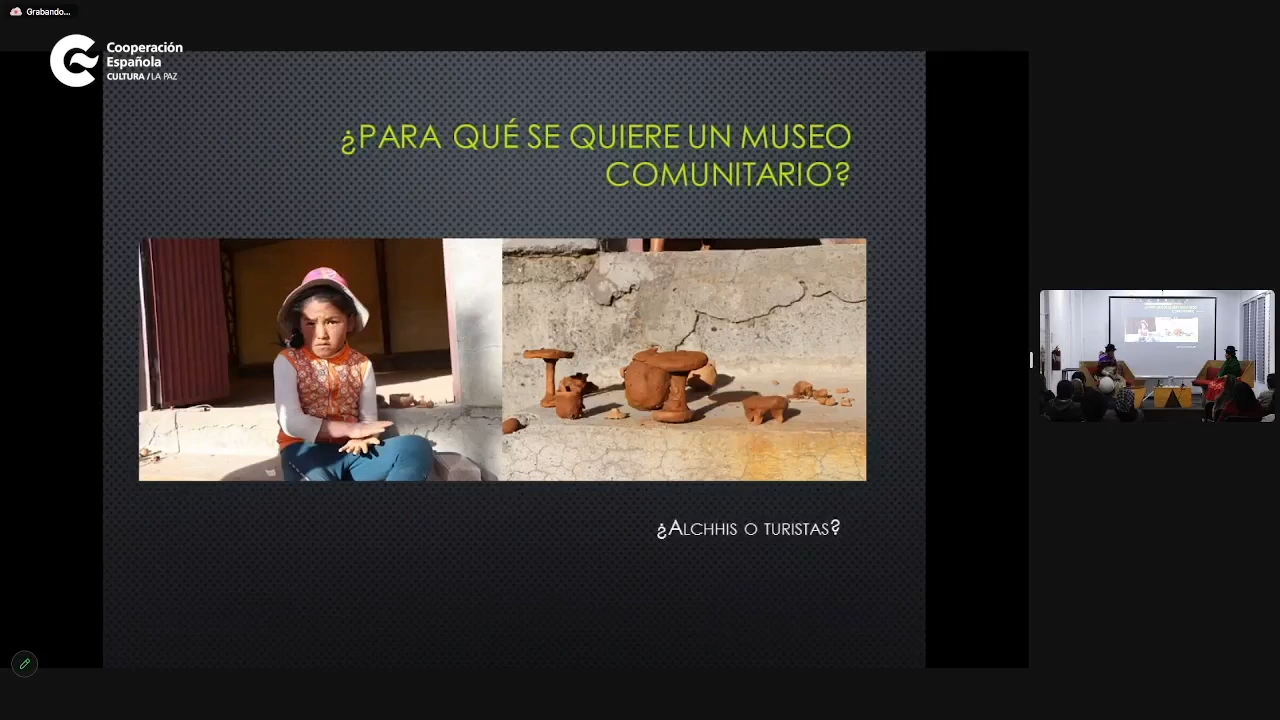 Grabando...
Cooperación
Española
CULTURA / LA PAZ
¿PARA QUÉ SE QUIERE UN MUSEO
COMUNITARIO?
¿ALCHHIS O TURISTAS?